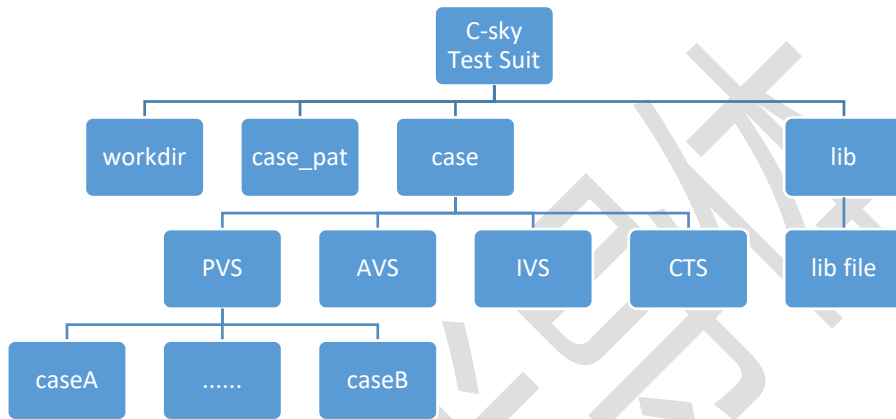 C-sky
Test Suit
workdir
case_pat
case
lib
PVS
AVS
IVS
CTS
lib file
caseA
......
caseB